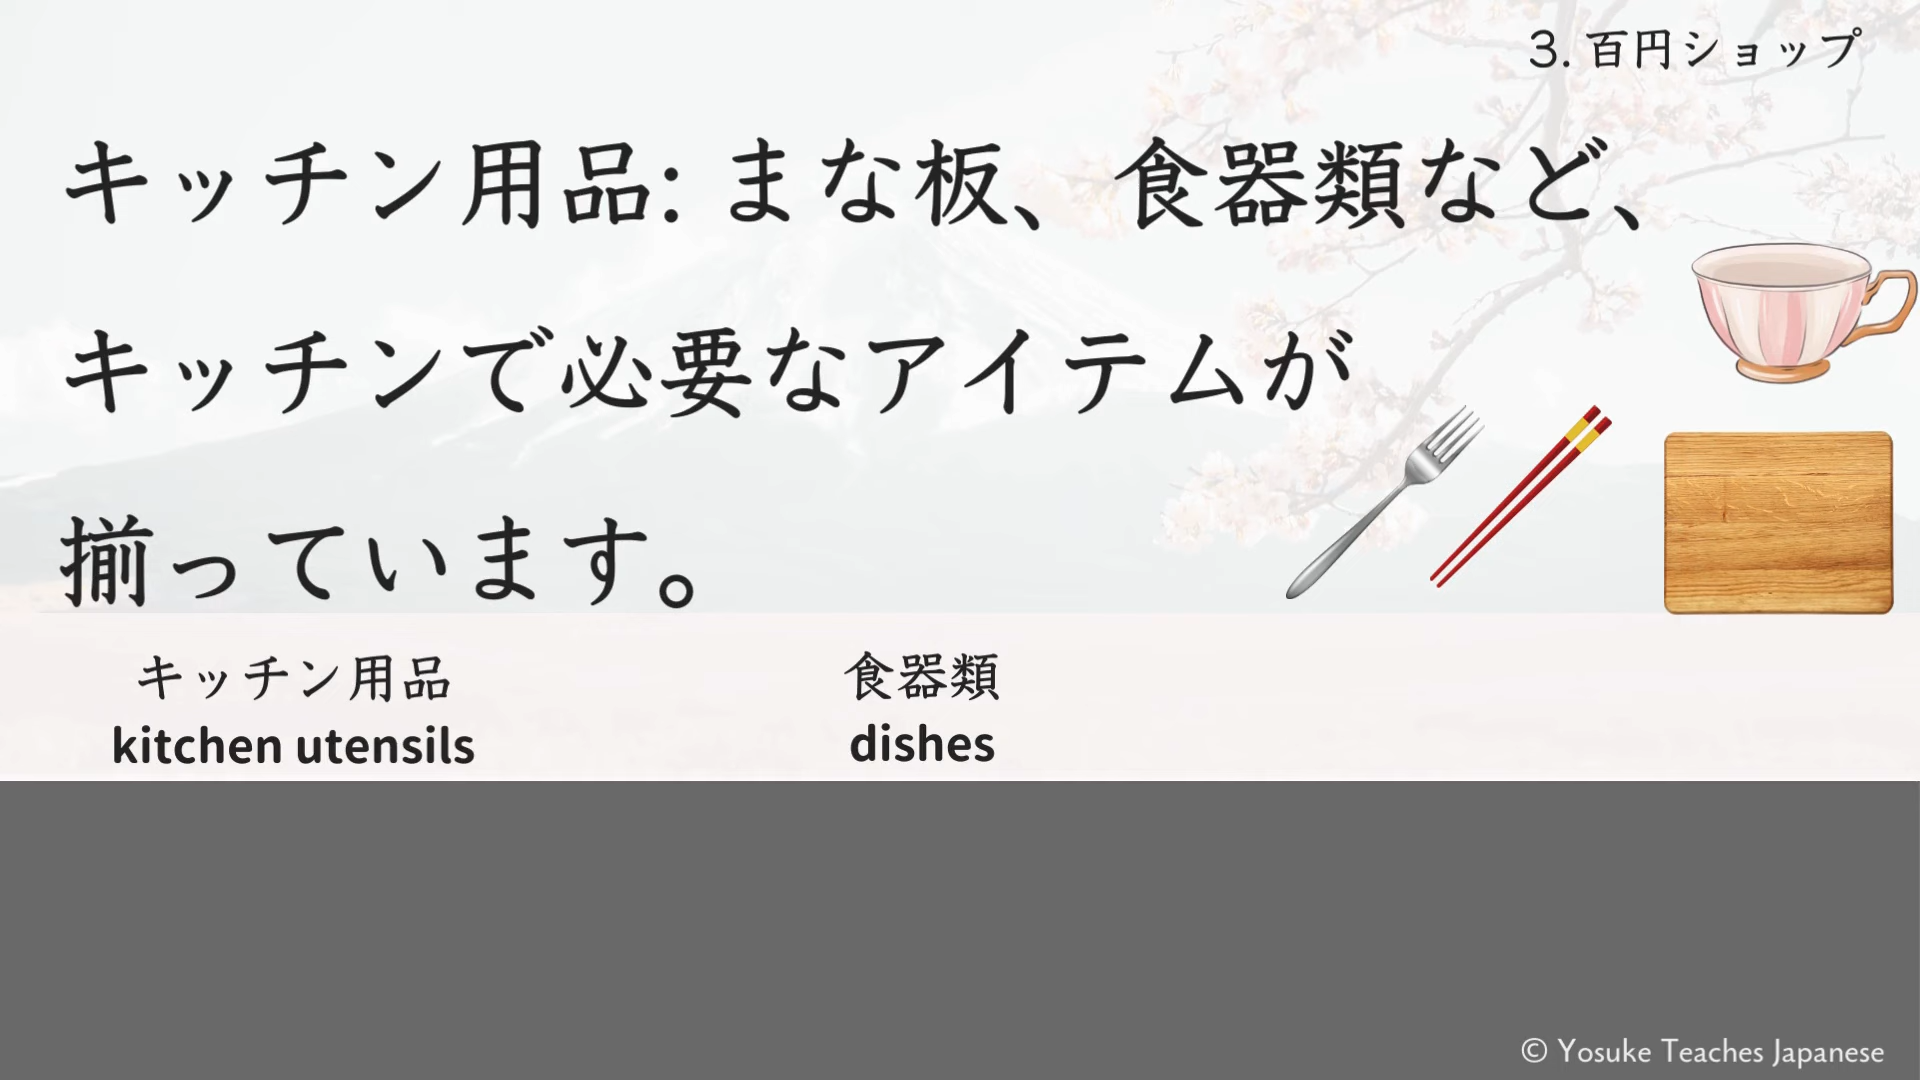 3. 百円ショップ
キッチン用品: まな板、食器類など、
キッチンで必要なアイテムが
揃っています。
キッチン用品
kitchen utensils
食器類
dishes
© Yosuke Teaches Japanese